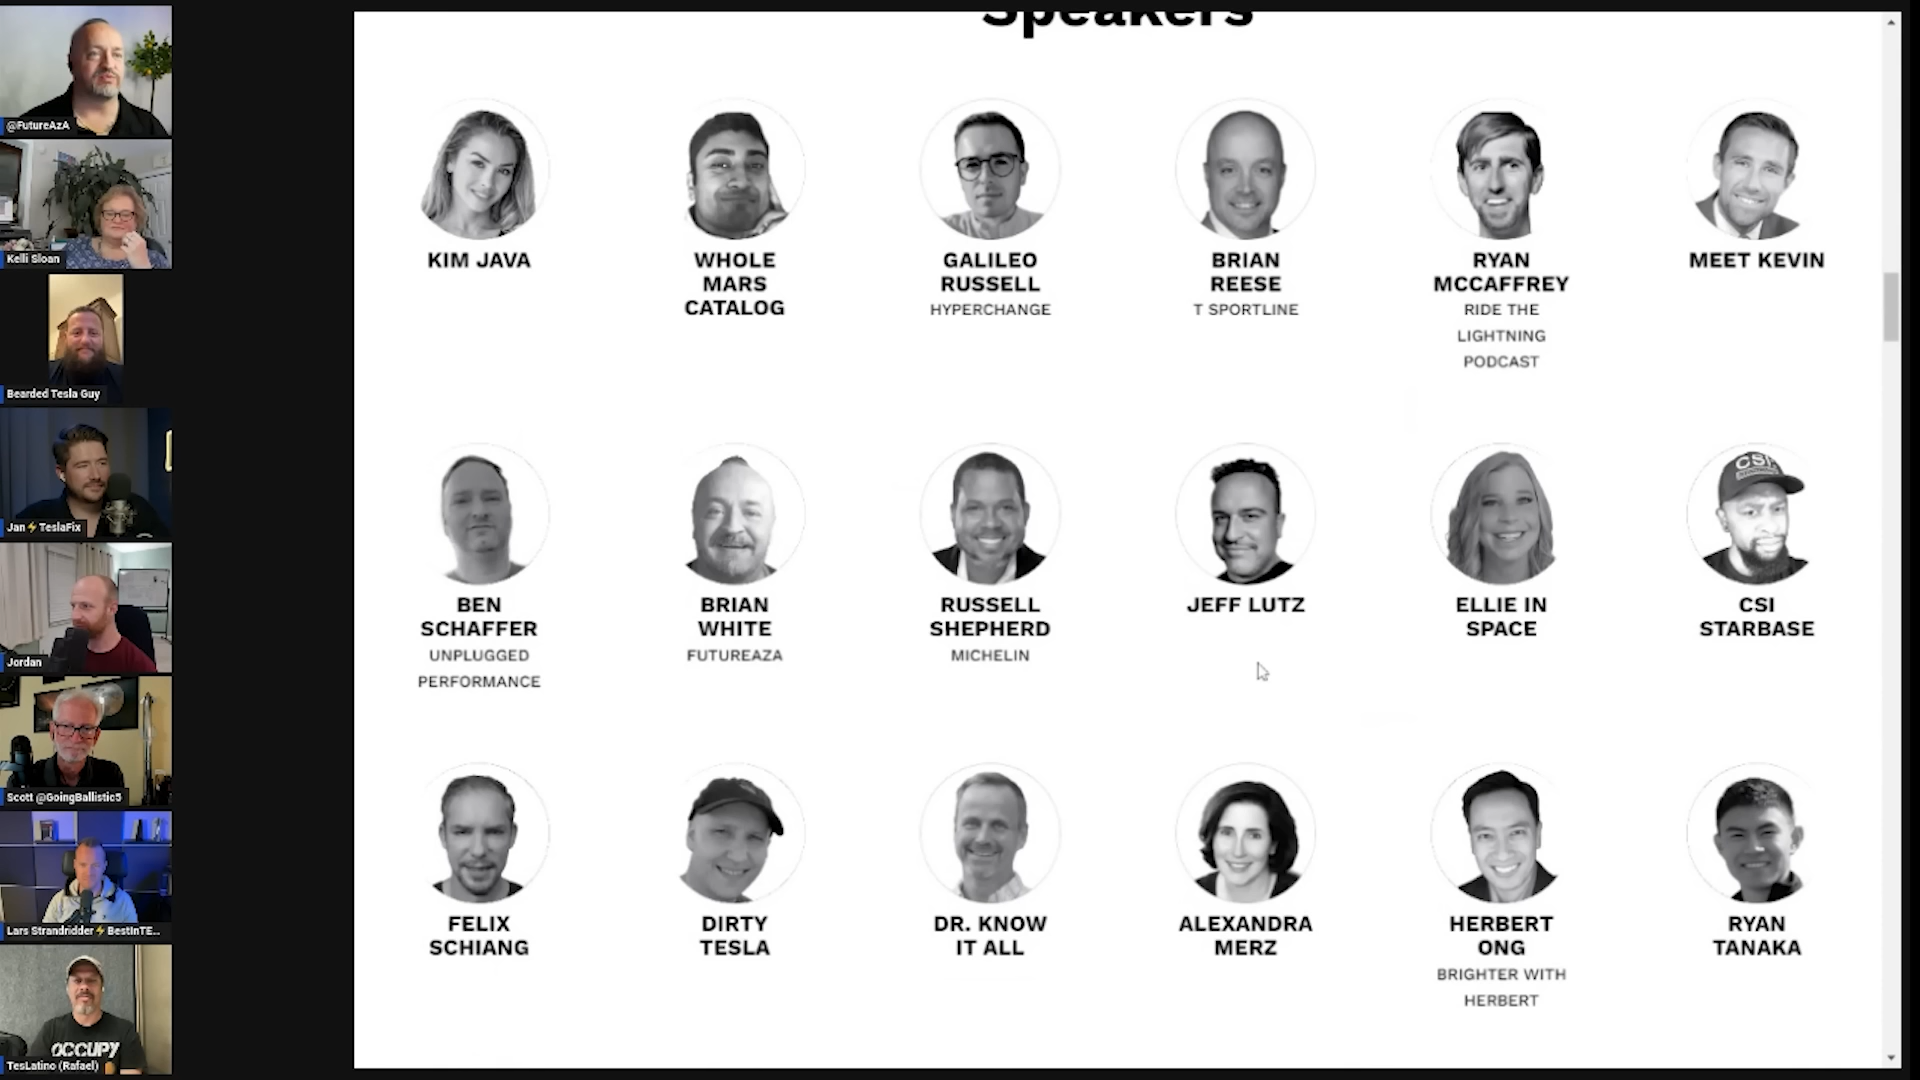 Speakers
@FutureAzA
Kelli Sloan
Bearded Tesla Guy
Jan⚡TeslaFix
Jordan
Scott @GoingBallistic5
Lars Strandridder⚡BestInTE...
OCCUPY
TesLatino (Rafael)
KIM JAVA
WHOLE
MARS
CATALOG
GALILEO
RUSSELL
HYPERCHANGE
BRIAN
REESE
T SPORTLINE
RYAN
MCCAFFREY
RIDE THE
LIGHTNING
PODCAST
MEET KEVIN
BEN
SCHAFFER
UNPLUGGED
PERFORMANCE
BRIAN
WHITE
FUTUREAZA
RUSSELL
SHEPHERD
MICHELIN
JEFF LUTZ
ELLIE IN
SPACE
CSI
CSI
STARBASE
FELIX
SCHIANG
DIRTY
TESLA
DR. KNOW
IT ALL
ALEXANDRA
MERZ
HERBERT
ONG
BRIGHTER WITH
HERBERT
RYAN
TANAKA